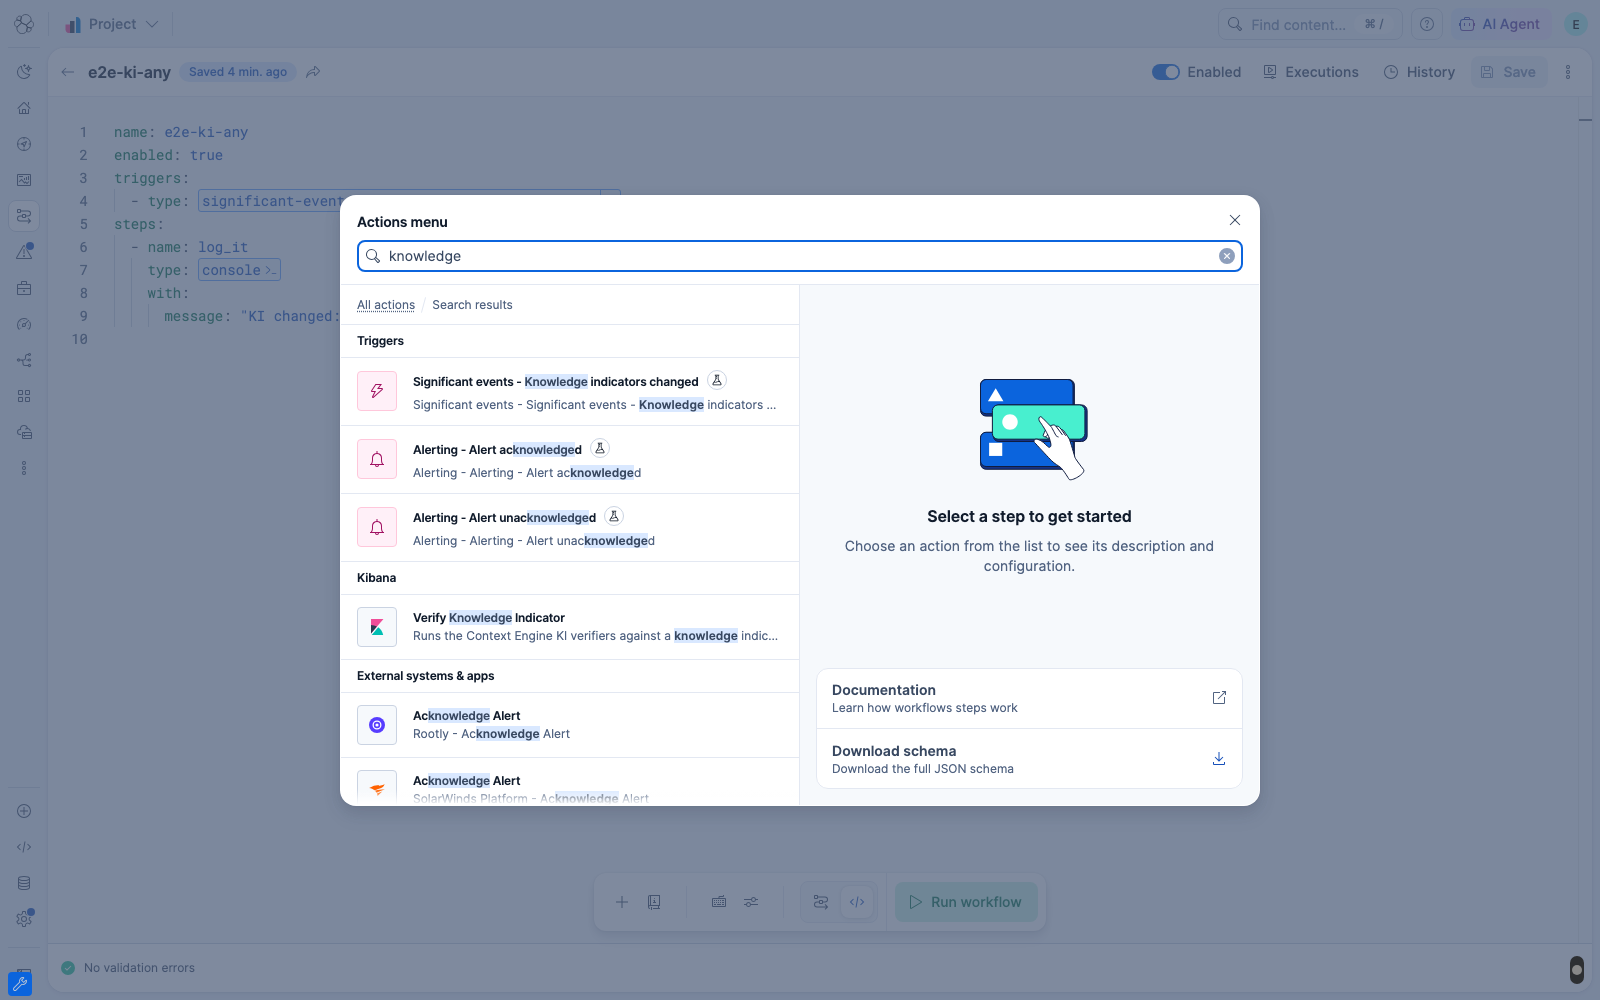 Project
Find content...
⌘ /
AI Agent
E
e2e-ki-any
Saved 4 min. ago
Enabled
Executions
History
Save
1 name: e2e-ki-any
2 enabled: true
3 triggers:
4 - type: significant-event
5 steps:
6 - name: log_it
7 type: console
8 with:
9 message: "KI changed:
10
Actions menu
knowledge
All actions / Search results
Triggers
Significant events - Knowledge indicators changed
Significant events - Significant events - Knowledge indicators ...
Alerting - Alert acknowledged
Alerting - Alerting - Alert acknowledged
Alerting - Alert unacknowledged
Alerting - Alerting - Alert unacknowledged
Kibana
Verify Knowledge Indicator
Runs the Context Engine KI verifiers against a knowledge indic...
External systems & apps
Acknowledge Alert
Rootly - Acknowledge Alert
Acknowledge Alert
SolarWinds Platform - Acknowledge Alert
Select a step to get started
Choose an action from the list to see its description and
configuration.
Documentation
Learn how workflows steps work
Download schema
Download the full JSON schema
Run workflow
No validation errors